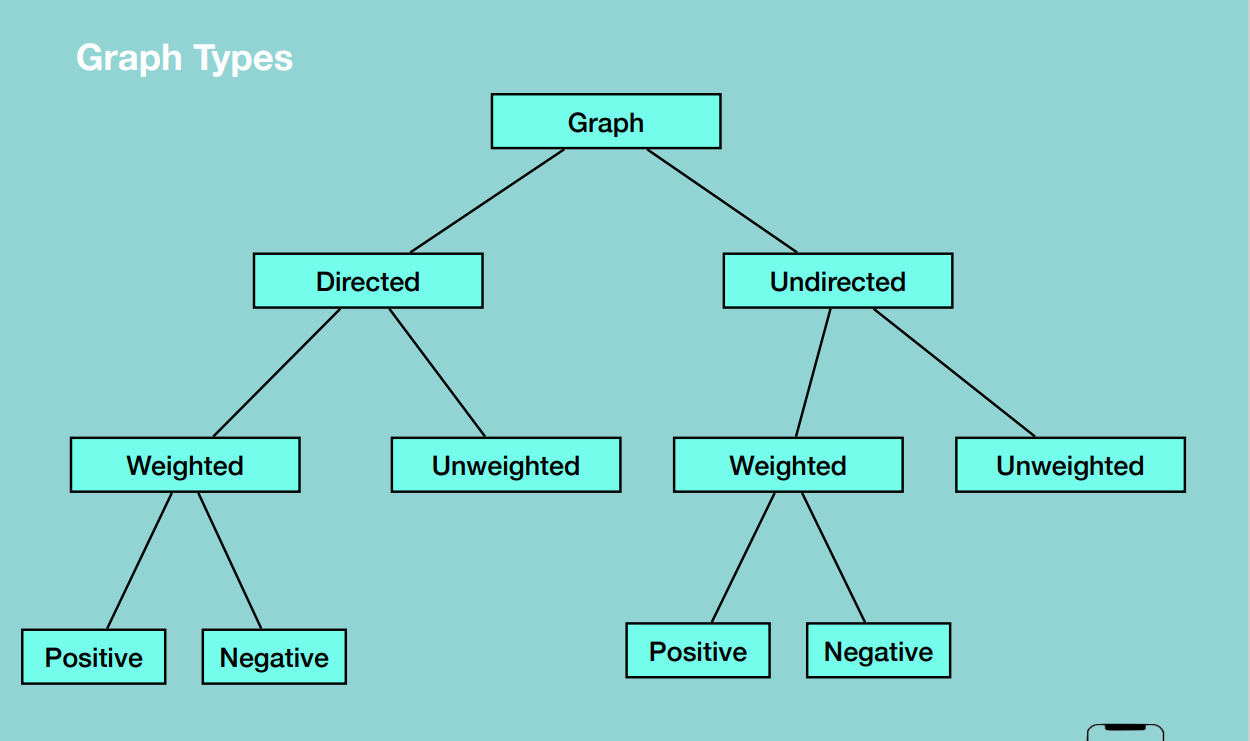 Graph Types
Graph
Directed
Undirected
Weighted
Unweighted
Weighted
Unweighted
Positive
Negative
Positive
Negative